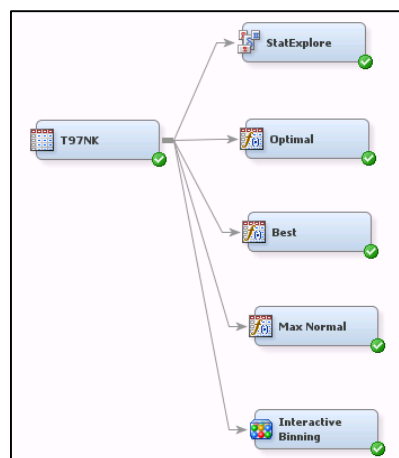 StatExplore
T97NK
Optimal
Best
Max Normal
Interactive
Binning